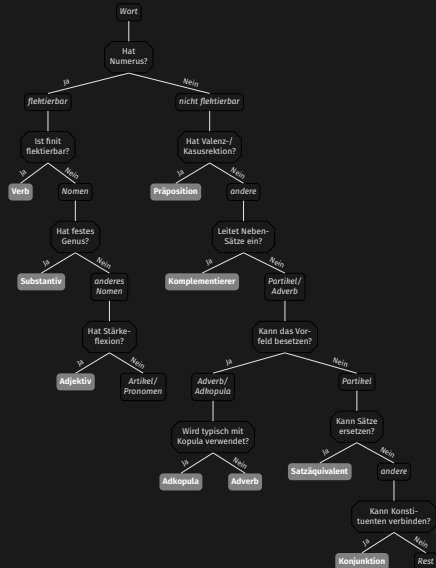 Wort
Hat
Numerus?
Ja
Nein
flektierbar
nicht flektierbar
Ist finit
flektierbar?
Hat Valenz-/
Kasusrektion?
Ja
Nein
Ja
Nein
Verb
Nomen
Präposition
andere
Hat festes
Genus?
Leitet Neben-
Sätze ein?
Ja
Nein
Ja
Nein
Substantiv
anderes
Nomen
Komplementierer
Partikel/
Adverb
Hat Stärke-
flexion?
Kann das Vor-
feld besetzen?
Ja
Nein
Ja
Nein
Adjektiv
Artikel/
Pronomen
Adverb/
Adkopula
Partikel
Wird typisch mit
Kopula verwendet?
Kann Sätze
ersetzen?
Ja
Nein
Ja
Nein
Adkopula
Adverb
Satzäquivalent
andere
Kann Konsti-
tuenten verbinden?
Ja
Nein
Konjunktion
Rest